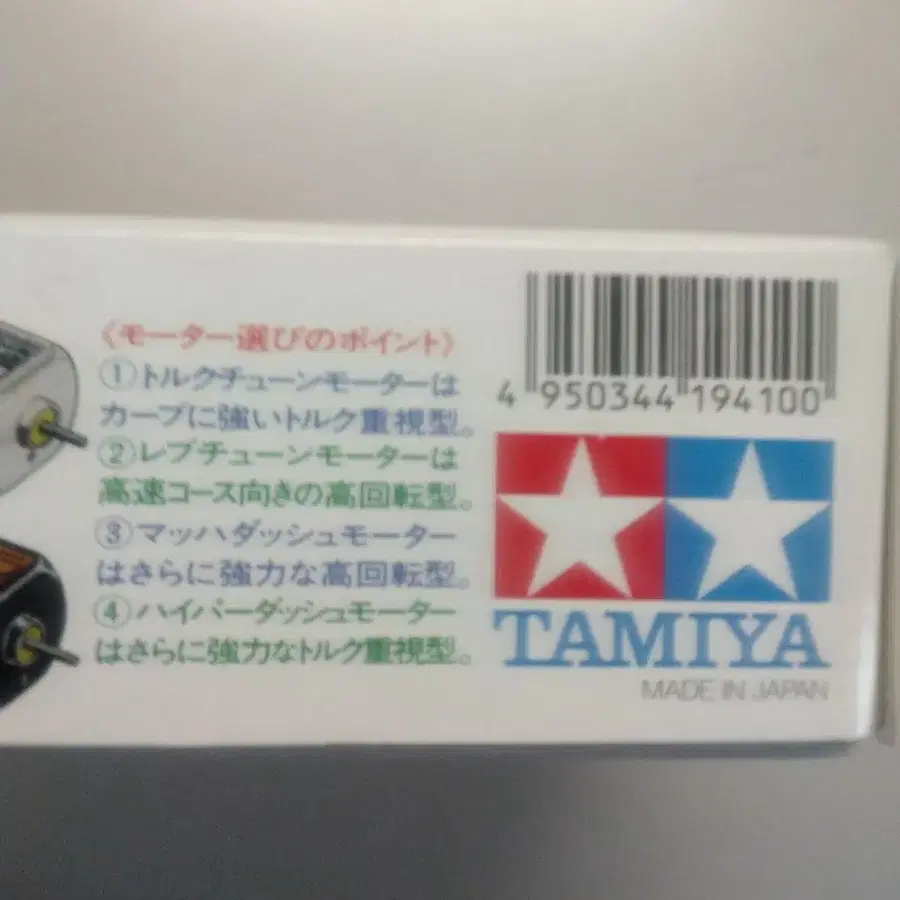 〈モーター選びのポイント〉
①トルクチューンモーターは
カーブに強いトルク重視型。
②レブチューンモーターは
高速コース向きの高回転型。
③マッハダッシュモーター
はさらに強力な高回転型。
④ハイパーダッシュモーター
はさらに強力なトルク重視型。
4 950344 194100
TAMIYA
MADE IN JAPAN